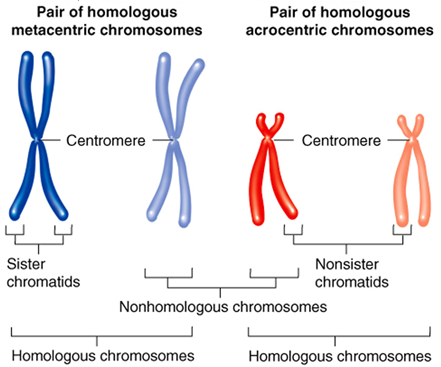 Pair of homologous
metacentric chromosomes
Pair of homologous
acrocentric chromosomes
Centromere
Centromere
Sister
chromatids
Nonsister
chromatids
Nonhomologous chromosomes
Homologous chromosomes
Homologous chromosomes